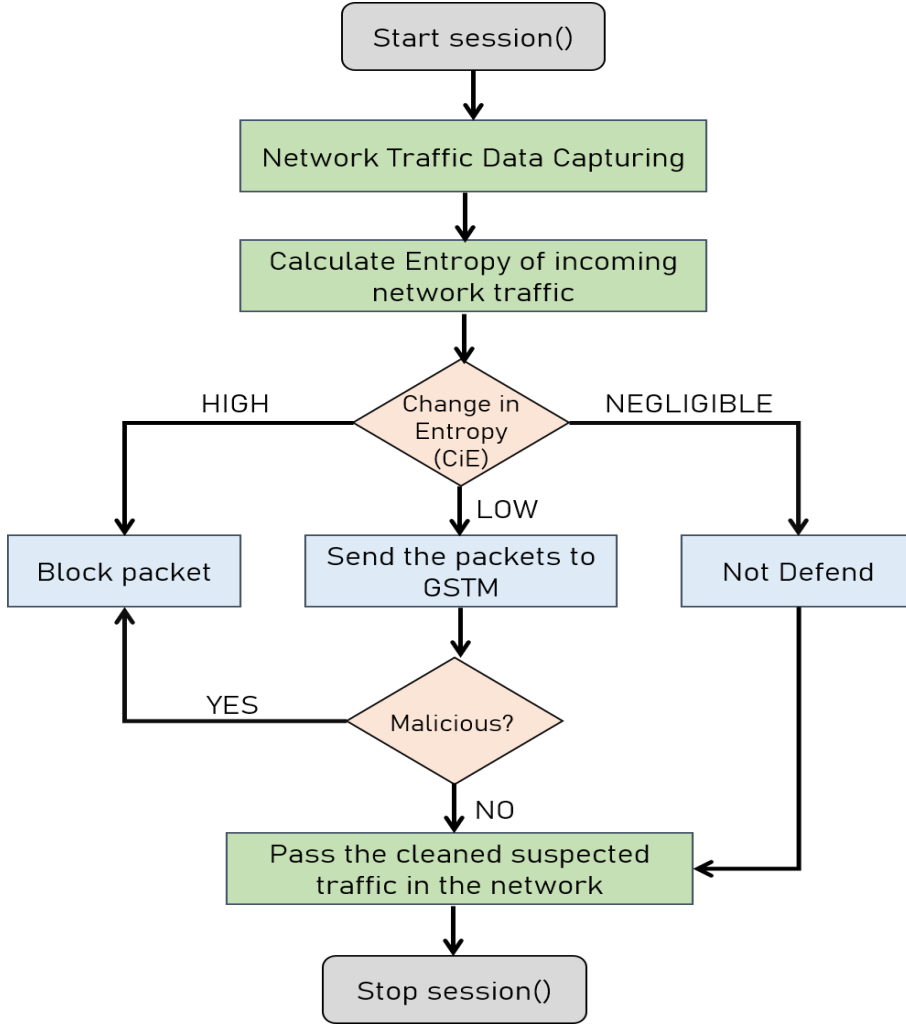 Start session()
Network Traffic Data Capturing
Calculate Entropy of incoming
network traffic
Change in
Entropy
(CiE)
HIGH
NEGLIGIBLE
LOW
Block packet
Send the packets to
GSTM
Not Defend
YES
Malicious?
NO
Pass the cleaned suspected
traffic in the network
Stop session()